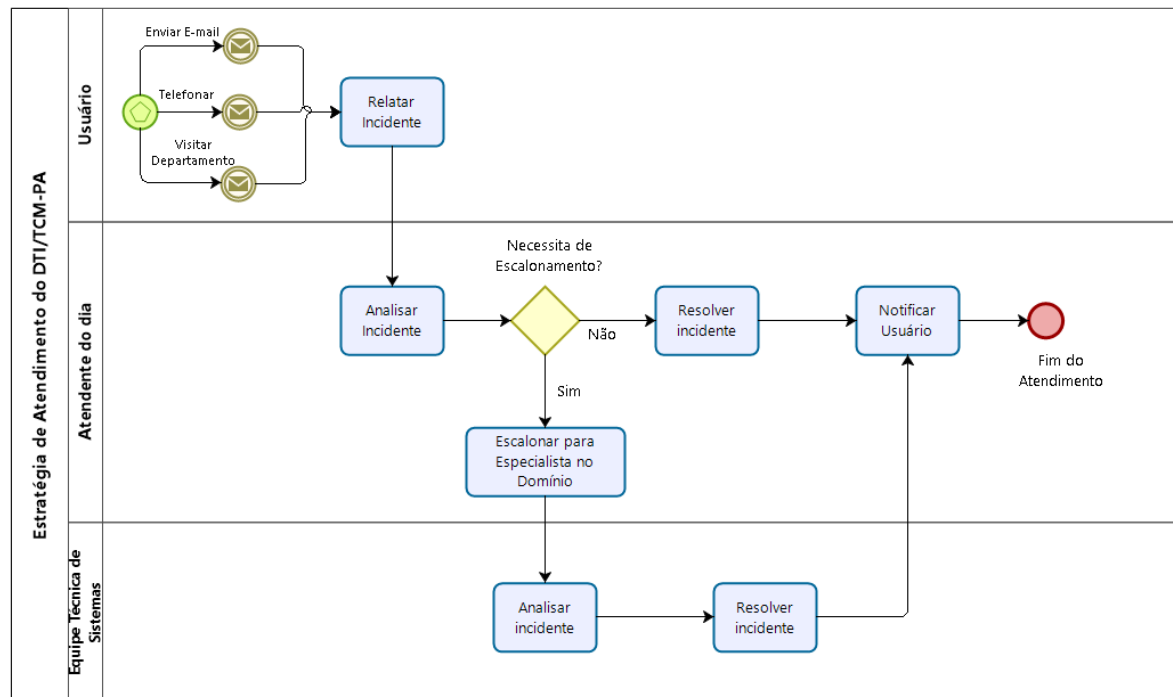 Estratégia de Atendimento do DTI/TCM-PA
Usuário
Enviar E-mail
Telefonar
Visitar
Departamento
Relatar
Incidente
Atendente do dia
Necessita de
Escalonamento?
Analisar
Incidente
Não
Resolver
incidente
Notificar
Usuário
Fim do
Atendimento
Sim
Escalonar para
Especialista no
Domínio
Equipe Técnica de
Sistemas
Analisar
incidente
Resolver
incidente